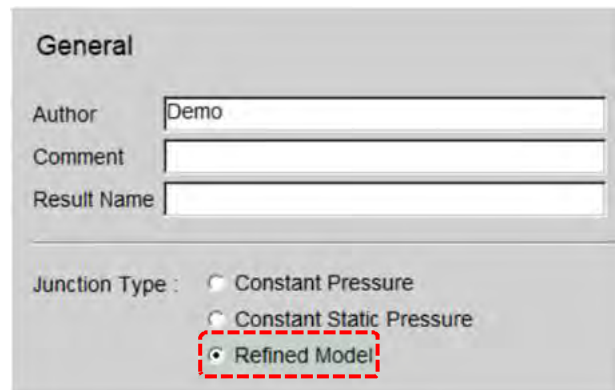 General
Author Demo
Comment
Result Name
Junction Type : Constant Pressure
Constant Static Pressure
Refined Model